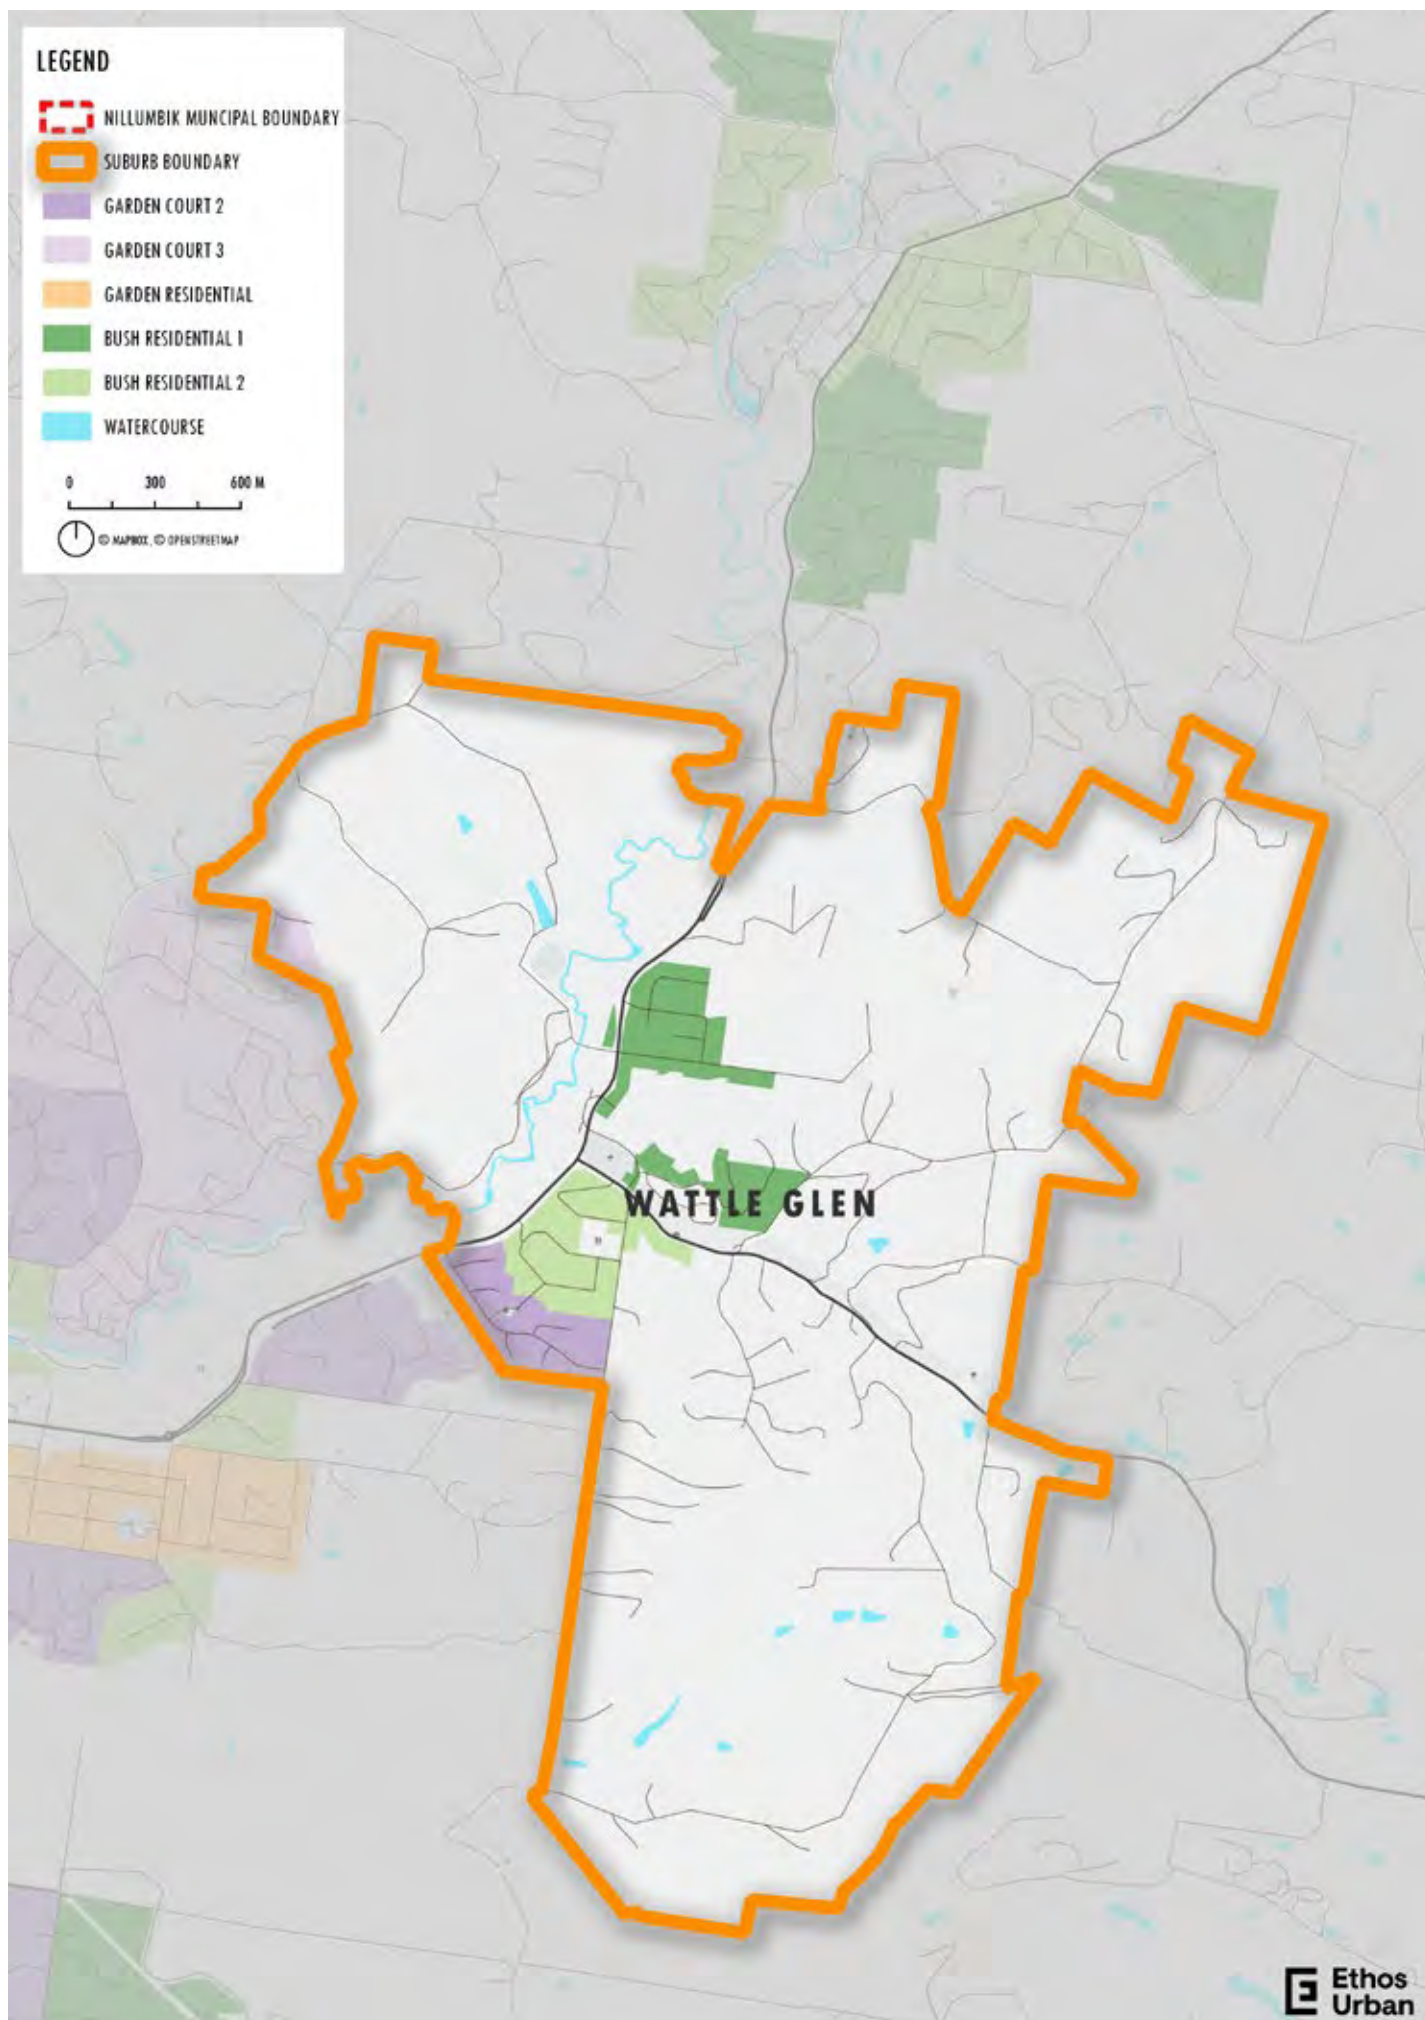 LEGEND
NILLUMBIK MUNCIPAL BOUNDARY
SUBURB BOUNDARY
GARDEN COURT 2
GARDEN COURT 3
GARDEN RESIDENTIAL
BUSH RESIDENTIAL 1
BUSH RESIDENTIAL 2
WATERCOURSE
0 300 600 M
© MAPBOX, © OPENSTREETMAP
WATTLE GLEN
Ethos
Urban